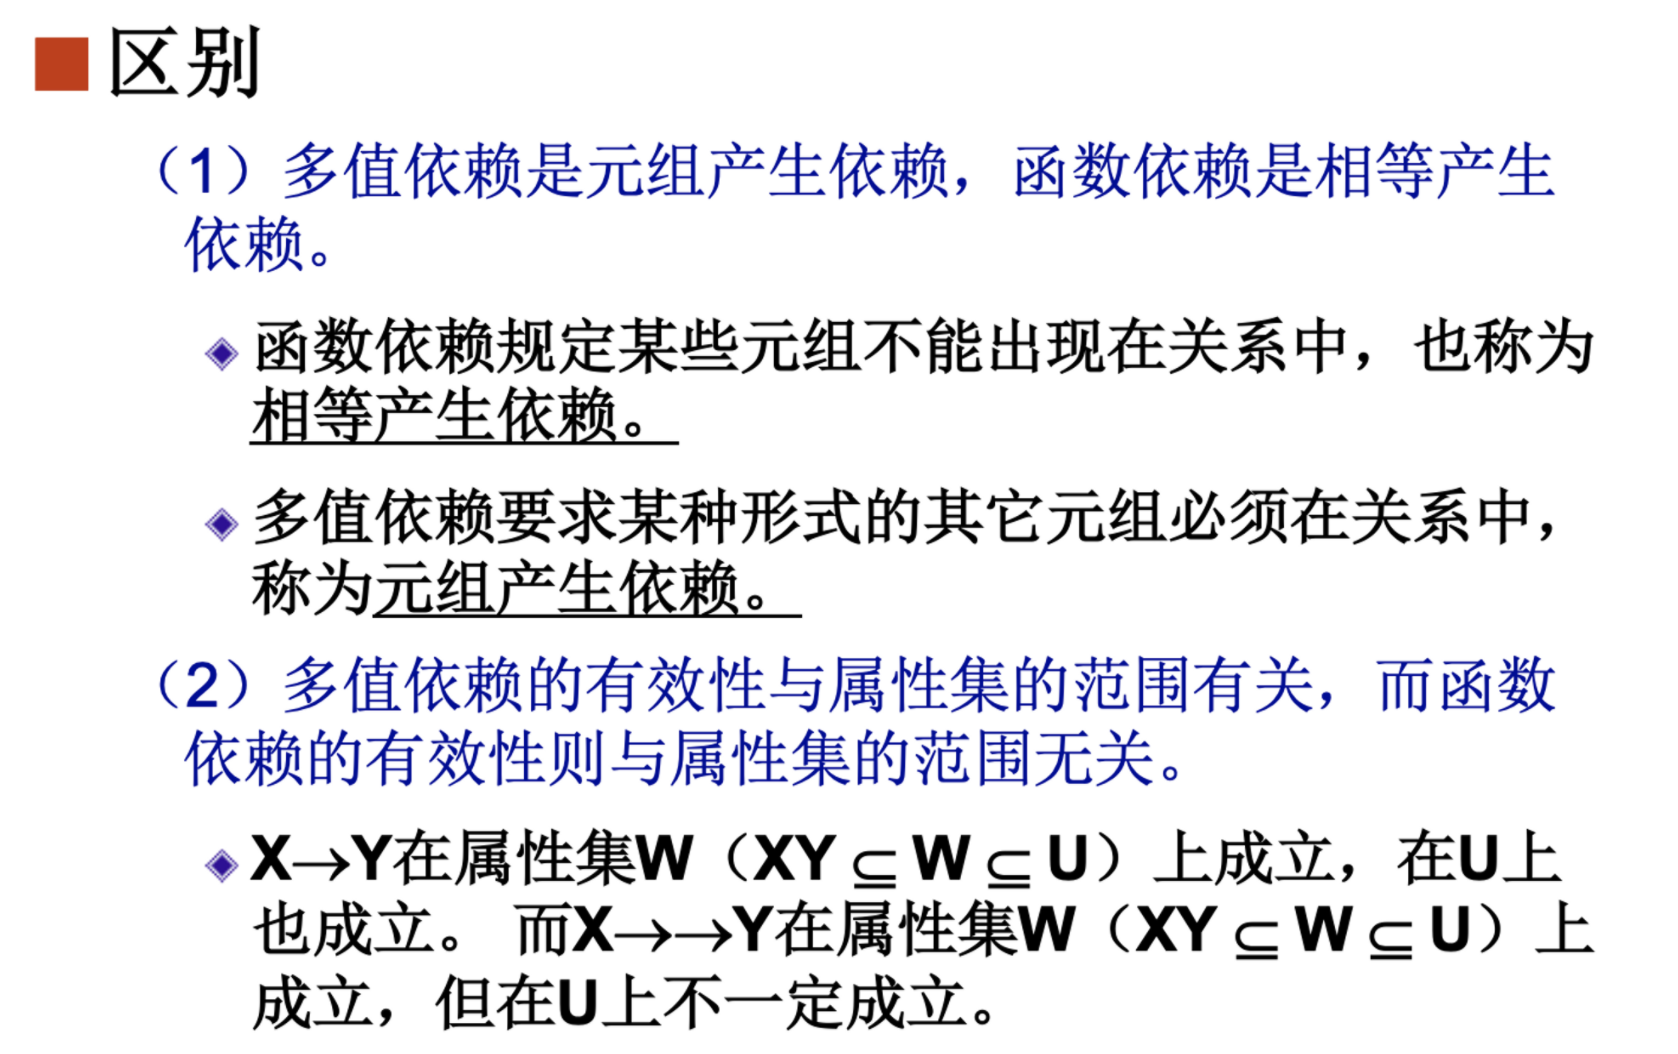 区别
（1）多值依赖是元组产生依赖，函数依赖是相等产生
依赖。
函数依赖规定某些元组不能出现在关系中，也称为
相等产生依赖。
多值依赖要求某种形式的其它元组必须在关系中，
称为元组产生依赖。
（2）多值依赖的有效性与属性集的范围有关，而函数
依赖的有效性则与属性集的范围无关。
X→Y在属性集W（XY ⊆ W ⊆ U）上成立，在U上
也成立。 而X→→Y在属性集W（XY ⊆ W ⊆ U）上
成立，但在U上不一定成立。